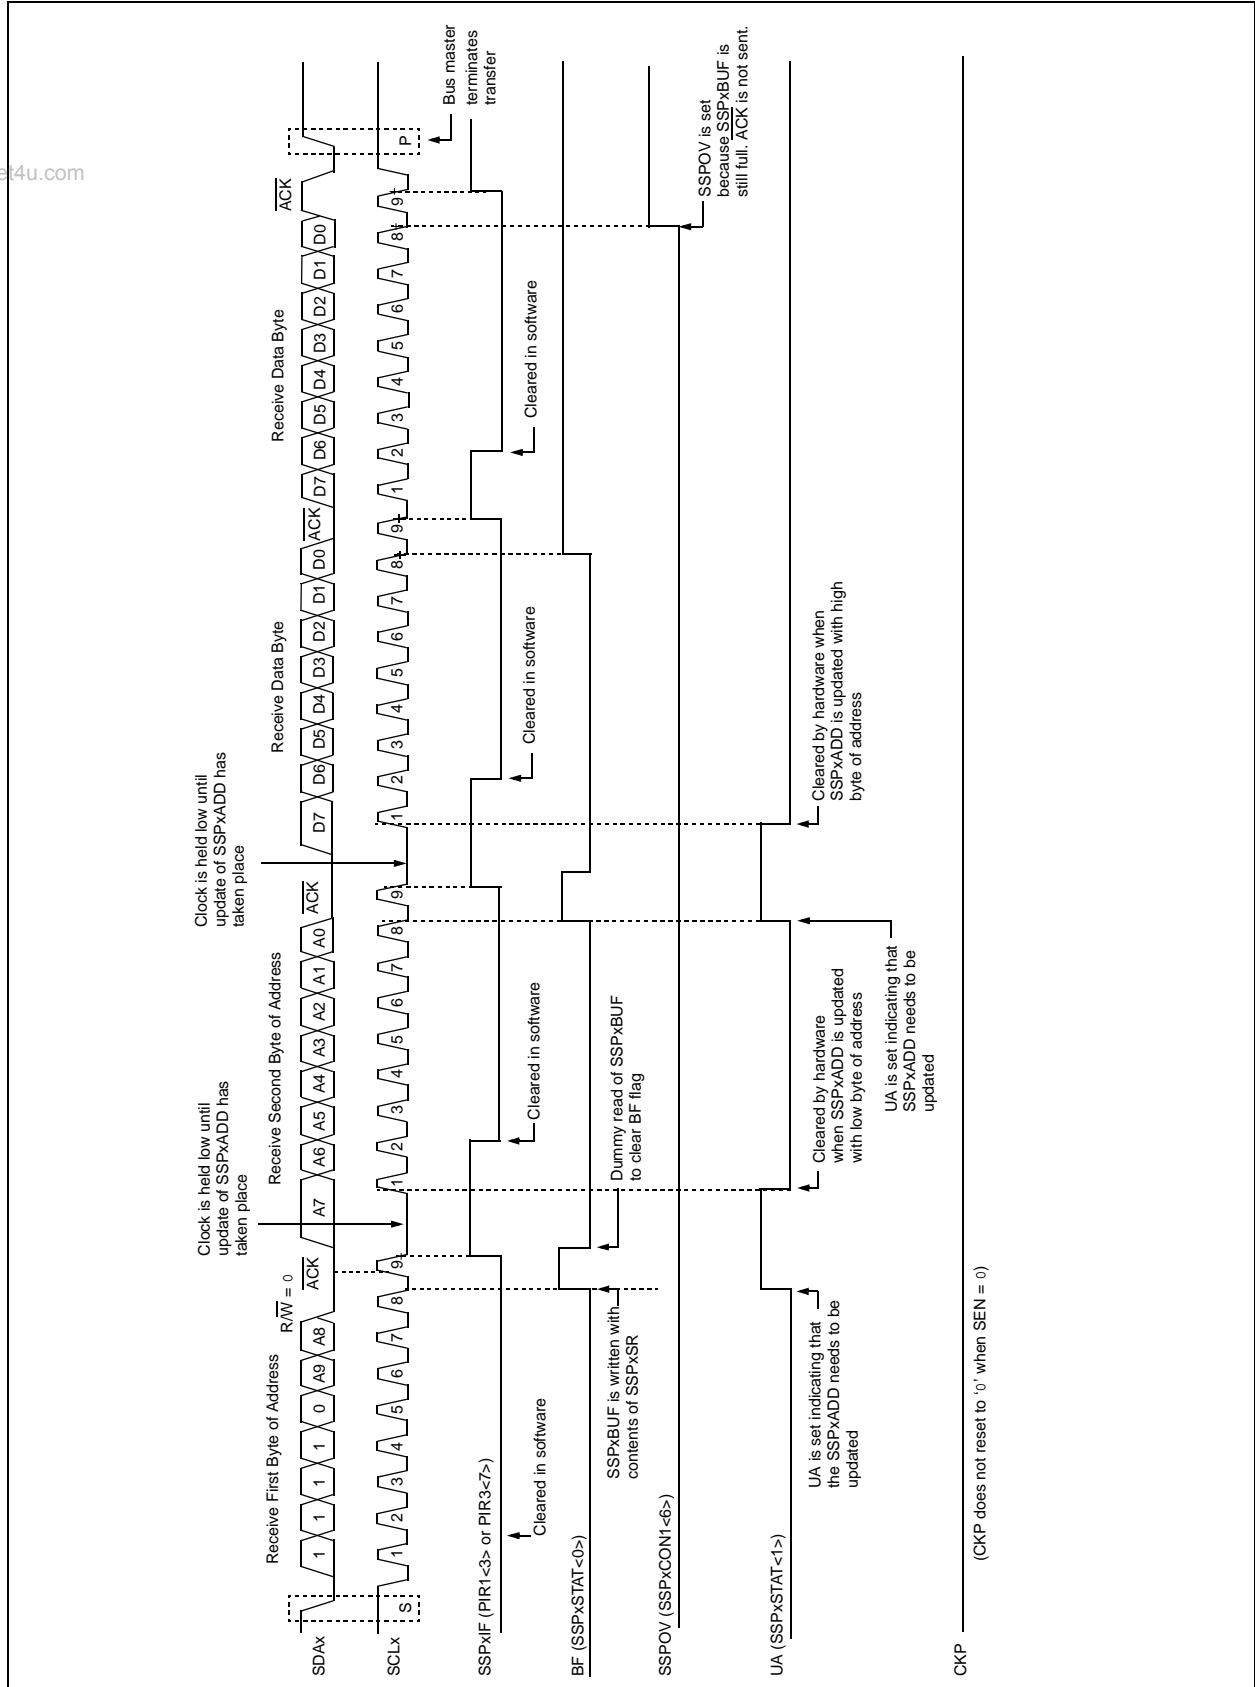 et4u.com
Receive First Byte of Address
R/W = 0
ACK
Clock is held low until
update of SSPxADD has
taken place
Receive Second Byte of Address
ACK
Clock is held low until
update of SSPxADD has
taken place
Receive Data Byte
ACK
Receive Data Byte
ACK
SDAx
1 1 1 1 0 A9 A8
A7 A6 A5 A4 A3 A2 A1 A0
D7 D6 D5 D4 D3 D2 D1 D0
D7 D6 D5 D4 D3 D2 D1 D0
SCLx
S
1 2 3 4 5 6 7 8 9
1 2 3 4 5 6 7 8 9
1 2 3 4 5 6 7 8 9
1 2 3 4 5 6 7 8 9
P
Bus master
terminates
transfer
SSPxIF (PIR1<3> or PIR3<7>)
Cleared in software
Cleared in software
Cleared in software
Cleared in software
BF (SSPxSTAT<0>)
SSPxBUF is written with
contents of SSPxSR
Dummy read of SSPxBUF
to clear BF flag
SSPOV (SSPxCON1<6>)
SSPOV is set
because SSPxBUF is
still full. ACK is not sent.
UA (SSPxSTAT<1>)
UA is set indicating that
the SSPxADD needs to be
updated
Cleared by hardware
when SSPxADD is updated
with low byte of address
UA is set indicating that
SSPxADD needs to be
updated
Cleared by hardware when
SSPxADD is updated with high
byte of address
CKP
(CKP does not reset to ‘0’ when SEN = 0)